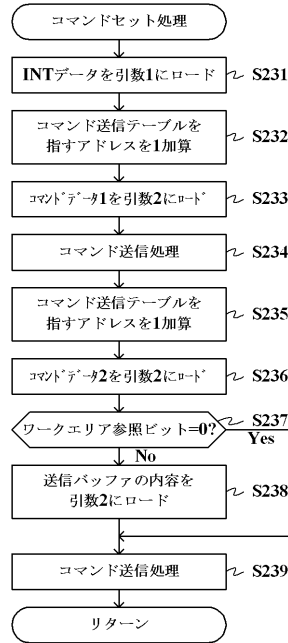 コマンドセット処理
INTデータを引数1にロード
S231
コマンド送信テーブルを
指すアドレスを1加算
S232
コマンドデータ1を引数2にロード
S233
コマンド送信処理
S234
コマンド送信テーブルを
指すアドレスを1加算
S235
コマンドデータ2を引数2にロード
S236
ワークエリア参照ビット=0?
S237
Yes
No
送信バッファの内容を
引数2にロード
S238
コマンド送信処理
S239
リターン